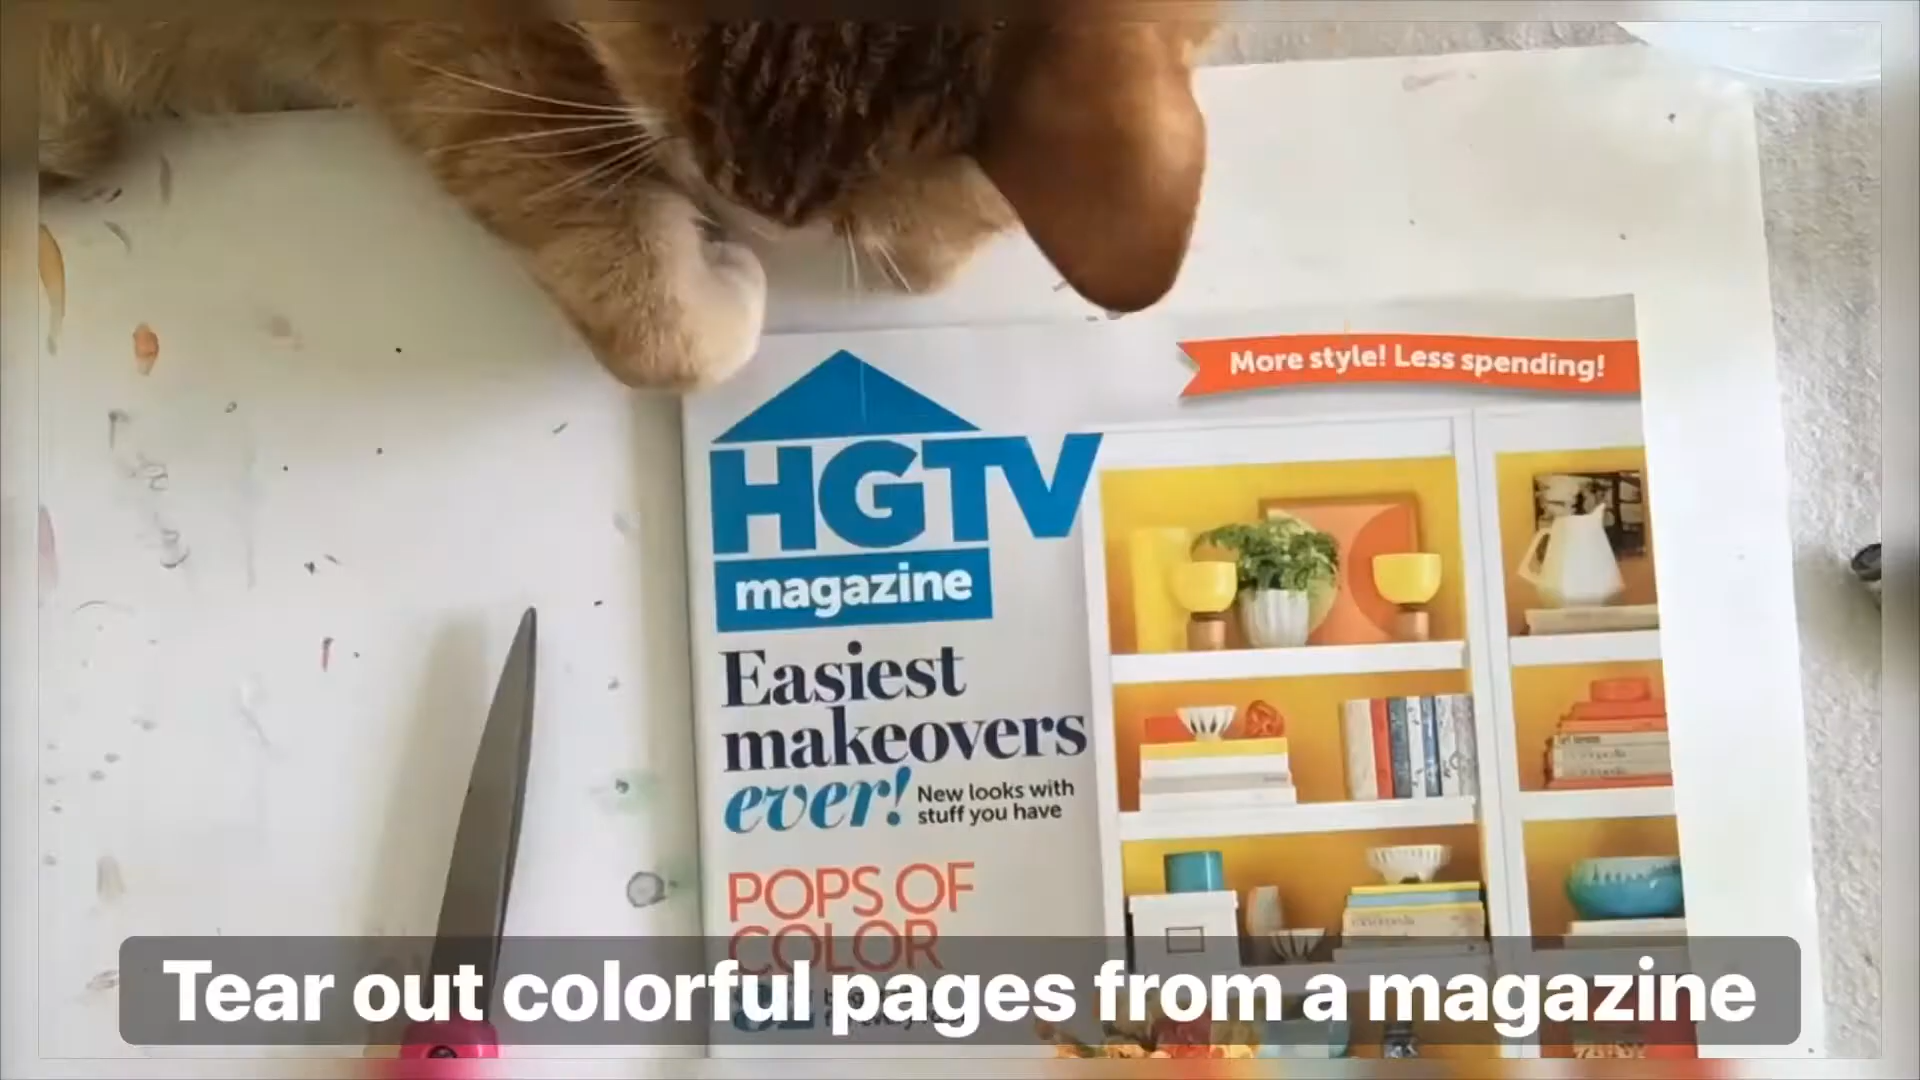 More style! Less spending!
HGTV
magazine
Easiest
makeovers
ever!
New looks with
stuff you have
POPS OF
COLOR
Tear out colorful pages from a magazine